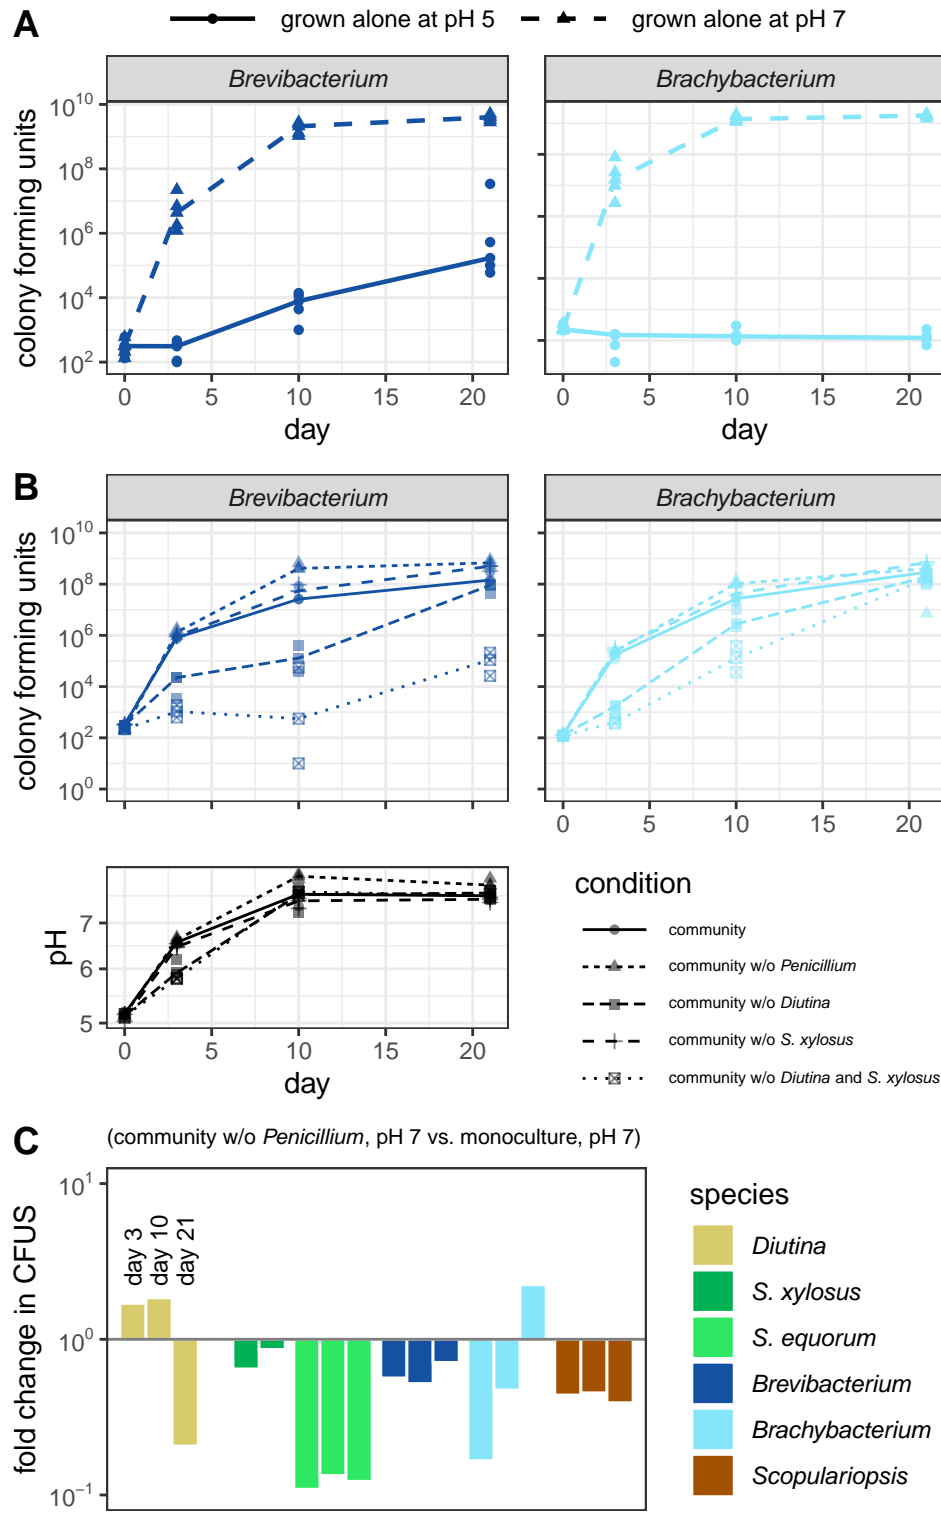 A
grown alone at pH 5
grown alone at pH 7
Brevibacterium
Brachybacterium
colony forming units
10^10
10^8
10^6
10^4
10^2
0 5 10 15 20
0 5 10 15 20
day
day
B
Brevibacterium
Brachybacterium
colony forming units
10^10
10^8
10^6
10^4
10^2
10^0
0 5 10 15 20
pH
7
6
5
0 5 10 15 20
day
condition
community
community w/o Penicillium
community w/o Diutina
community w/o S. xylosus
community w/o Diutina and S. xylosus
C
(community w/o Penicillium, pH 7 vs. monoculture, pH 7)
fold change in CFUS
10^1
10^0
10^−1
day 3
day 10
day 21
species
Diutina
S. xylosus
S. equorum
Brevibacterium
Brachybacterium
Scopulariopsis